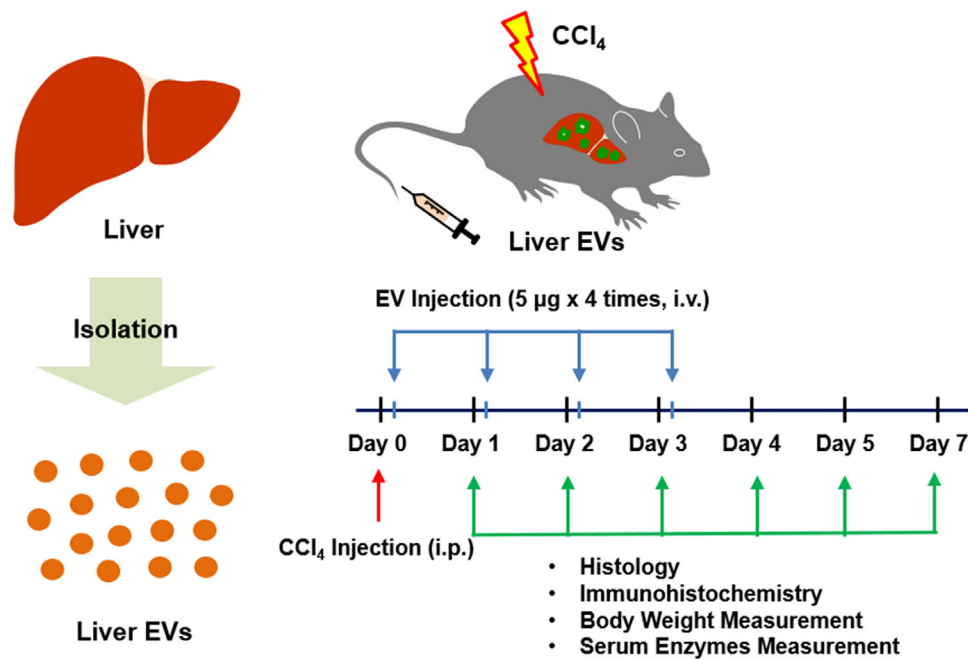 CCl₄
Liver
Liver EVs
Isolation
EV Injection (5 µg x 4 times, i.v.)
Day 0 Day 1 Day 2 Day 3 Day 4 Day 5 Day 7
CCl₄ Injection (i.p.)
• Histology
• Immunohistochemistry
• Body Weight Measurement
• Serum Enzymes Measurement
Liver EVs